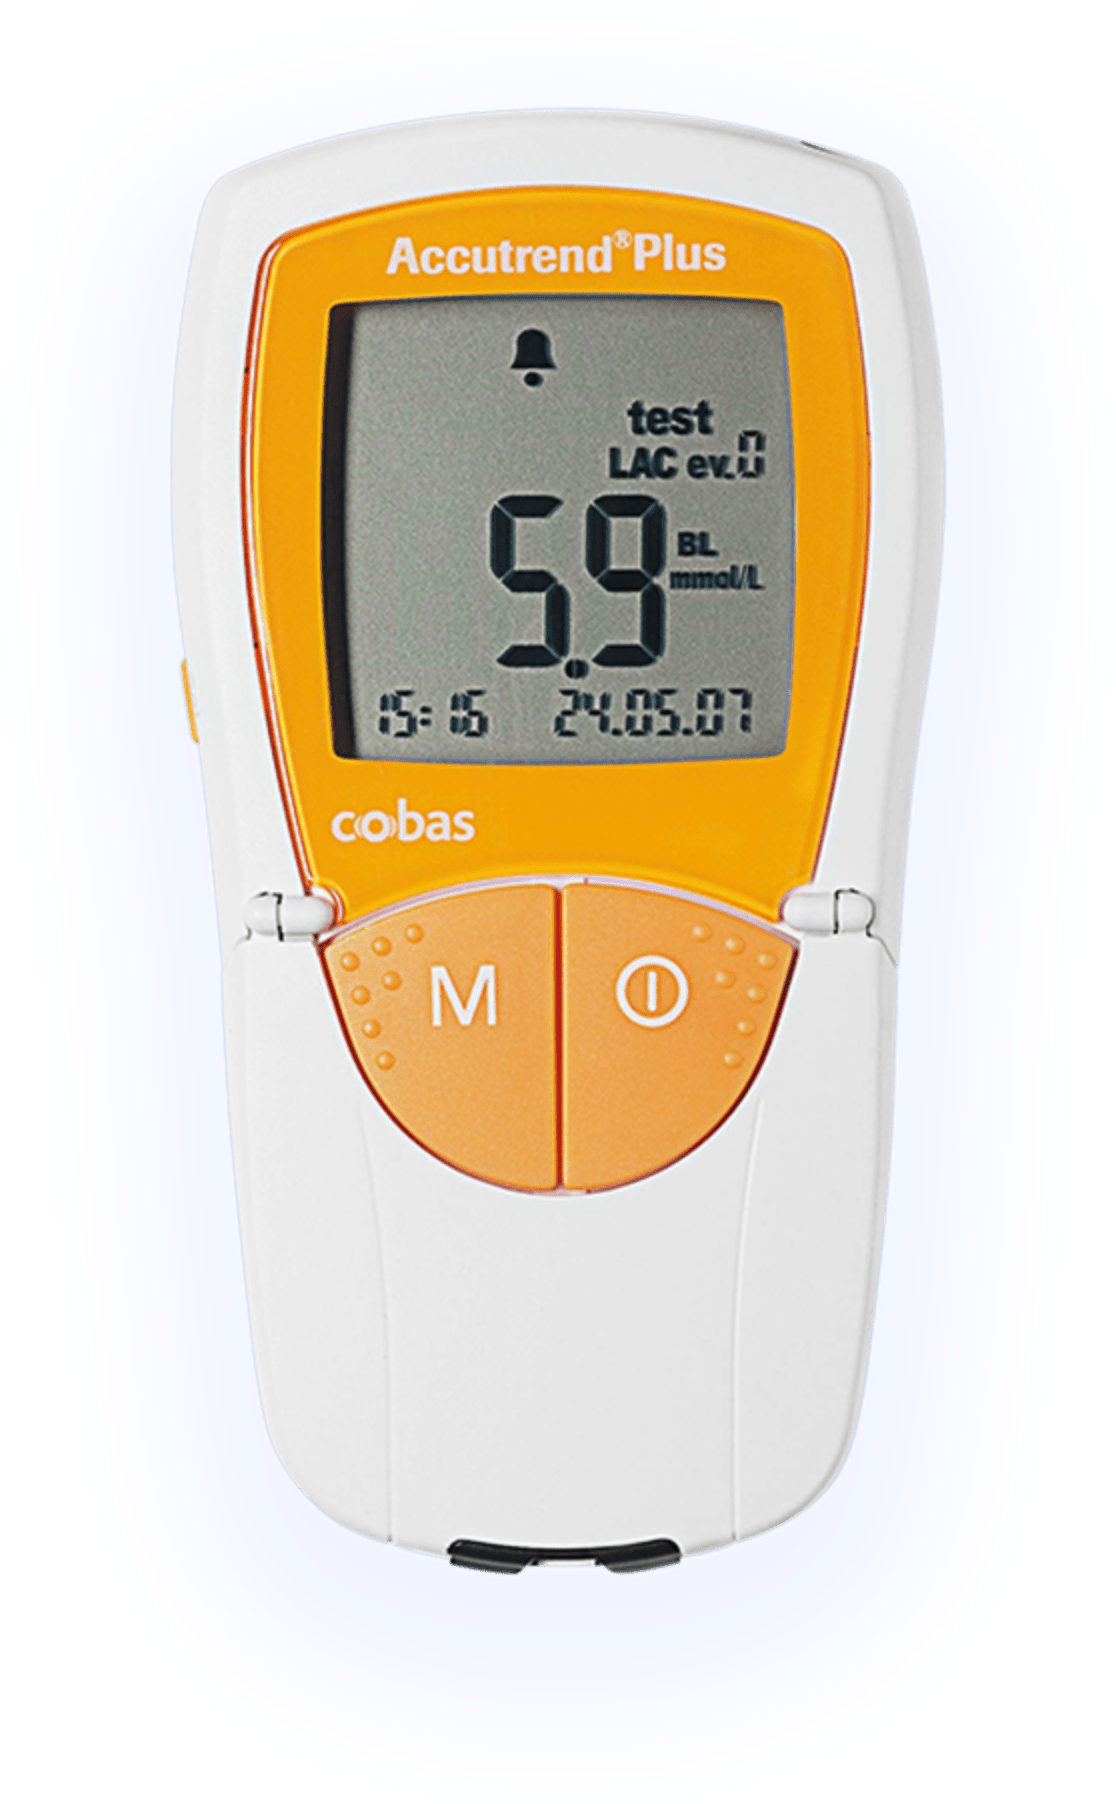 Accutrend®Plus
test
LAC ev.0
5.9 BL
mmol/L
15:16 24.05.07
cobas
M